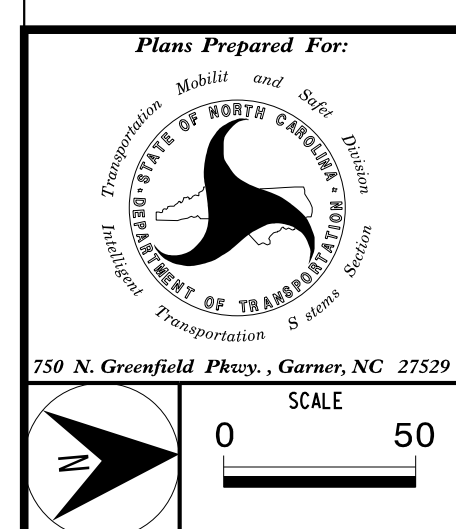 Plans Prepared For:
Transportation Mobilit and Safet Division
STATE OF NORTH CAROLINA
DEPARTMENT OF TRANSPORTATION
Intelligent Transportation S stems Section
750 N. Greenfield Pkwy. , Garner, NC 27529
N
SCALE
0 50